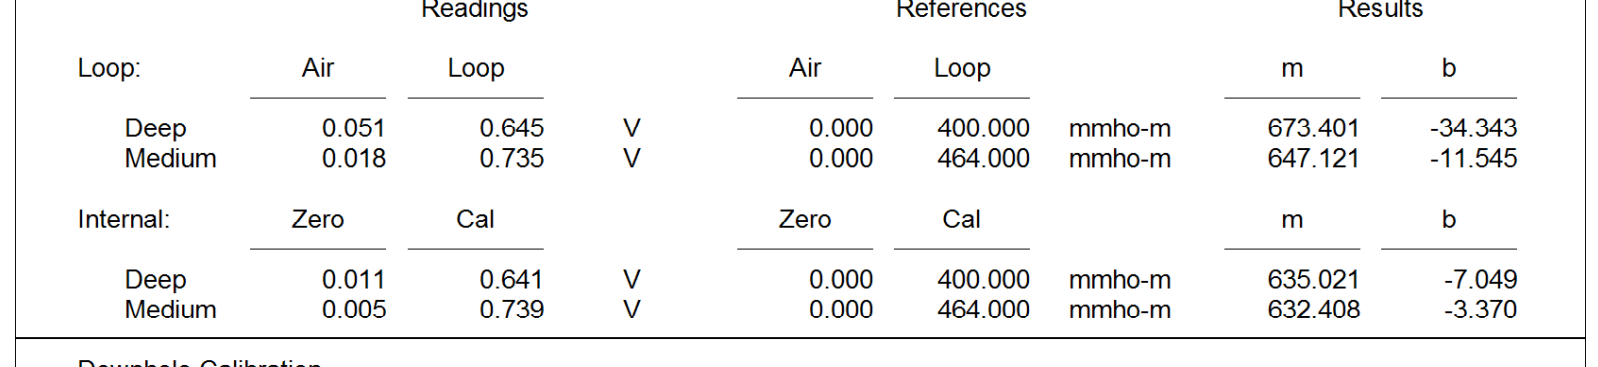 Readings References Results
Loop: Air Loop Air Loop m b
Deep 0.051 0.645 V 0.000 400.000 mmho-m 673.401 -34.343
Medium 0.018 0.735 V 0.000 464.000 mmho-m 647.121 -11.545
Internal: Zero Cal Zero Cal m b
Deep 0.011 0.641 V 0.000 400.000 mmho-m 635.021 -7.049
Medium 0.005 0.739 V 0.000 464.000 mmho-m 632.408 -3.370
Downhole Calibration